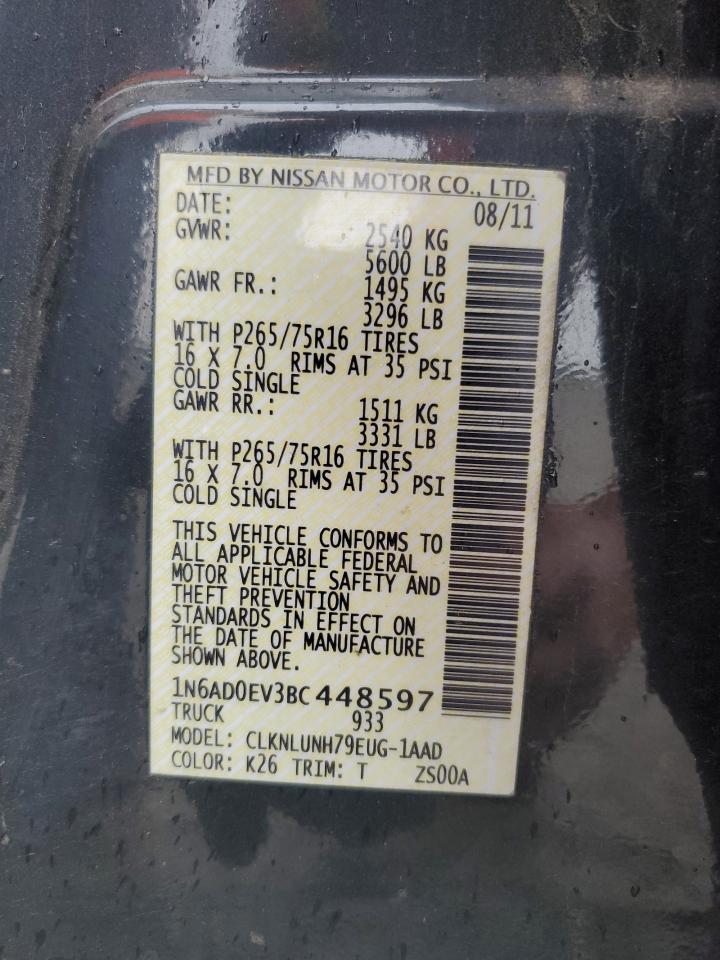 MFD BY NISSAN MOTOR CO., LTD.
DATE: 08/11
GVWR: 2540 KG
5600 LB
GAWR FR.: 1495 KG
3296 LB
WITH P265/75R16 TIRES
16 X 7.0 RIMS AT 35 PSI
COLD SINGLE
GAWR RR.: 1511 KG
3331 LB
WITH P265/75R16 TIRES
16 X 7.0 RIMS AT 35 PSI
COLD SINGLE
THIS VEHICLE CONFORMS TO
ALL APPLICABLE FEDERAL
MOTOR VEHICLE SAFETY AND
THEFT PREVENTION
STANDARDS IN EFFECT ON
THE DATE OF MANUFACTURE
SHOWN ABOVE.
1N6AD0EV3BC448597
TRUCK 933
MODEL: CLKNLUNH79EUG-1AAD
COLOR: K26 TRIM: T ZS00A